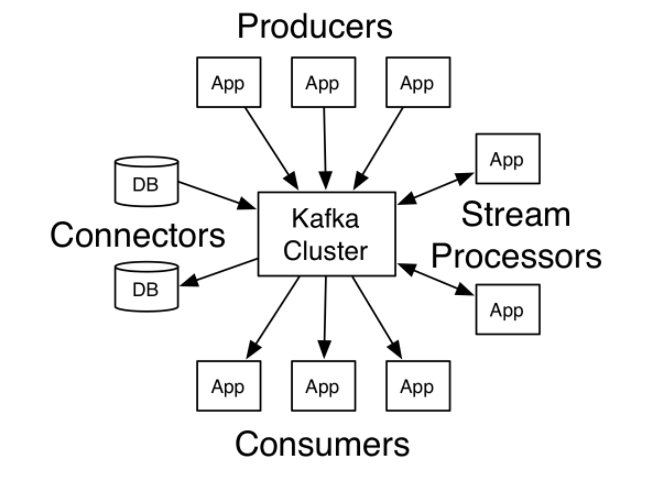 Producers
App
App
App
DB
App
Kafka
Cluster
Connectors
Stream
Processors
DB
App
App
App
App
Consumers